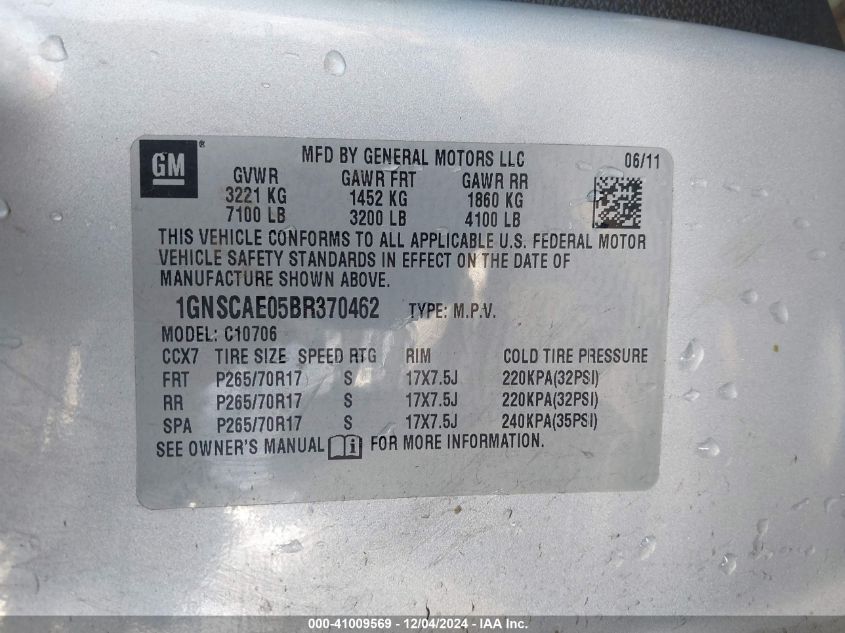 GM® MFD BY GENERAL MOTORS LLC 06/11
GVWR GAWR FRT GAWR RR
3221 KG 1452 KG 1860 KG
7100 LB 3200 LB 4100 LB
THIS VEHICLE CONFORMS TO ALL APPLICABLE U.S. FEDERAL MOTOR
VEHICLE SAFETY STANDARDS IN EFFECT ON THE DATE OF
MANUFACTURE SHOWN ABOVE.
1GNSCAE05BR370462 TYPE: M.P.V.
MODEL: C10706
CCX7 TIRE SIZE SPEED RTG RIM COLD TIRE PRESSURE
FRT P265/70R17 S 17X7.5J 220KPA(32PSI)
RR P265/70R17 S 17X7.5J 220KPA(32PSI)
SPA P265/70R17 S 17X7.5J 240KPA(35PSI)
SEE OWNER'S MANUAL i FOR MORE INFORMATION.
000-41009569 - 12/04/2024 - IAA Inc.